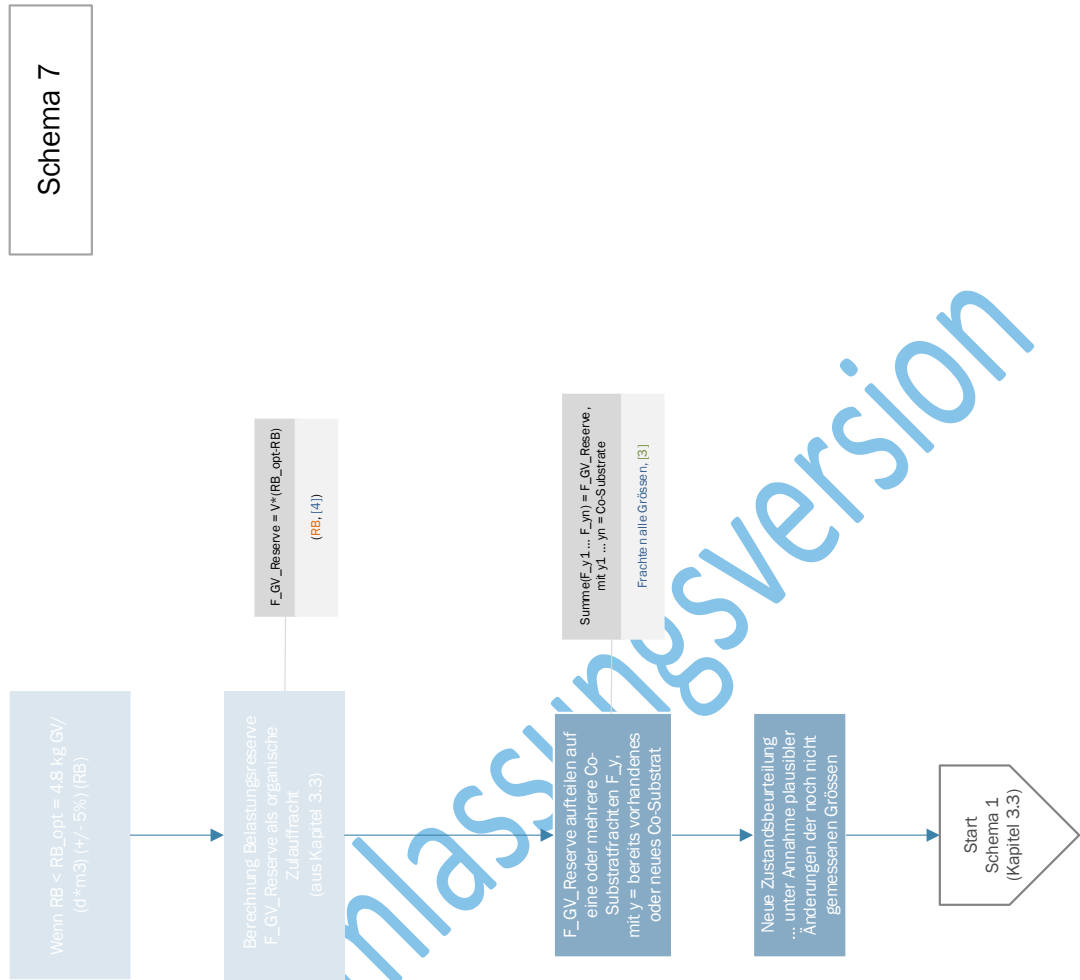 Schema 7
Wenn RB < RB_opt = 4.8 kg GV/
(d*m3) (+/- 5%) (RB)
Berechnung Belastungsreserve
F_GV_Reserve als organische
Zulauffracht
(aus Kapitel 3.3)
F_GV_Reserve = V*(RB_opt-RB)
(RB, [4])
F_GV_Reserve aufteilen auf
eine oder mehrere Co-
Substratfrachten F_y,
mit y = bereits vorhandenes
oder neues Co-Substrat
Summe(F_y1 ... F_yn) = F_GV_Reserve,
mit y1 ... yn = Co-Substrate
Frachten alle Grössen, [3]
Neue Zustandsbeurteilung
... unter Annahme plausibler
Änderungen der noch nicht
gemessenen Grössen
Start
Schema 1
(Kapitel 3.3)
nlassungsversion